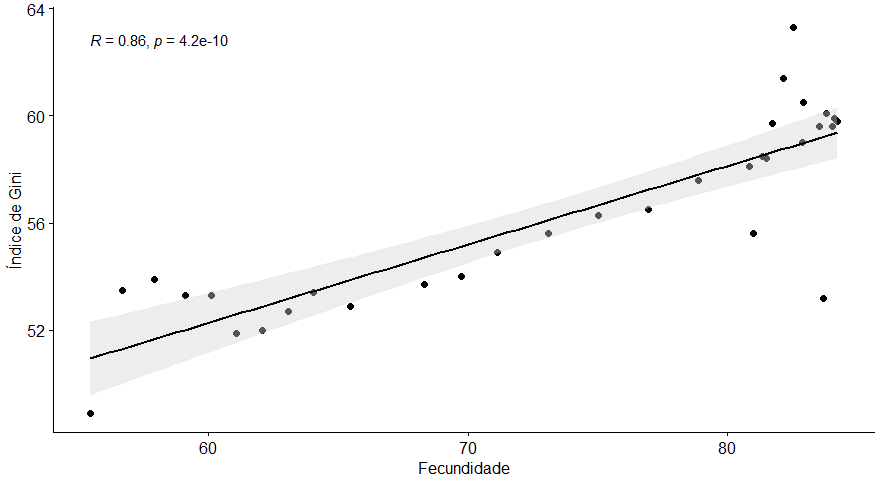 64
R = 0.86, p = 4.2e-10
60
Índice de Gini
56
52
60 70 80
Fecundidade